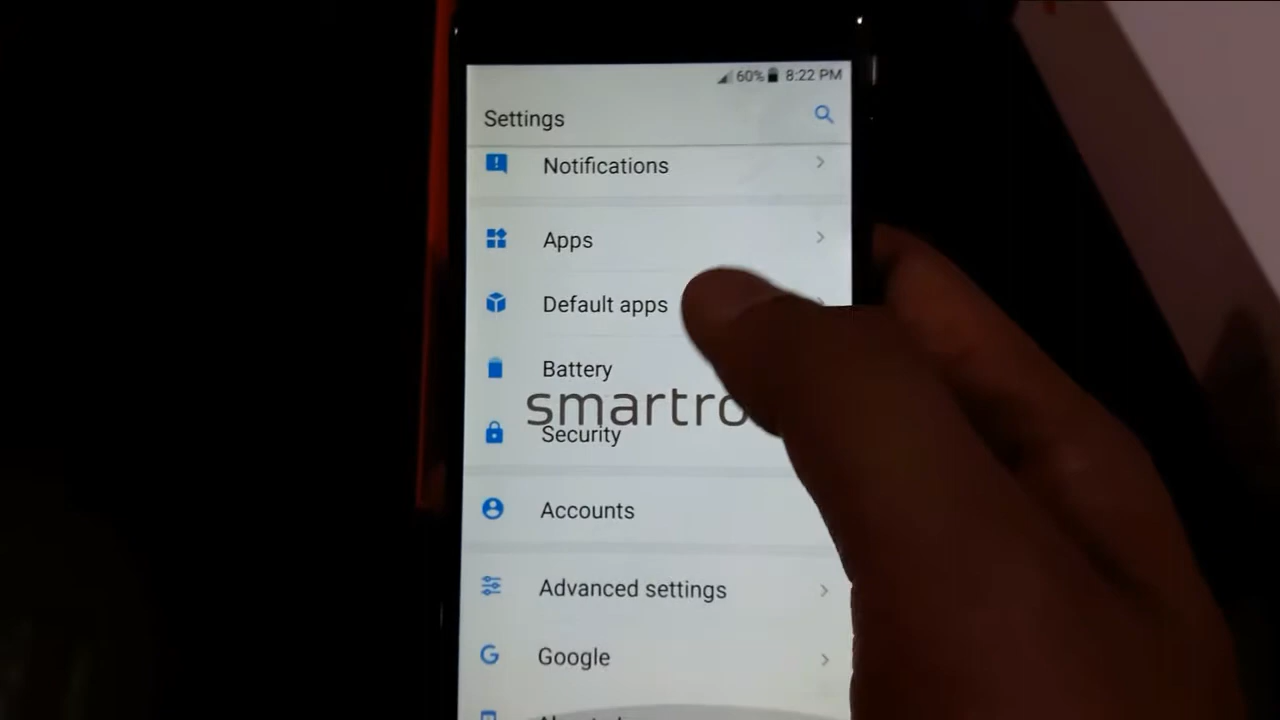 60% 8:22 PM
Settings
Notifications
Apps
Default apps
Battery
smartro
Security
Accounts
Advanced settings
Google